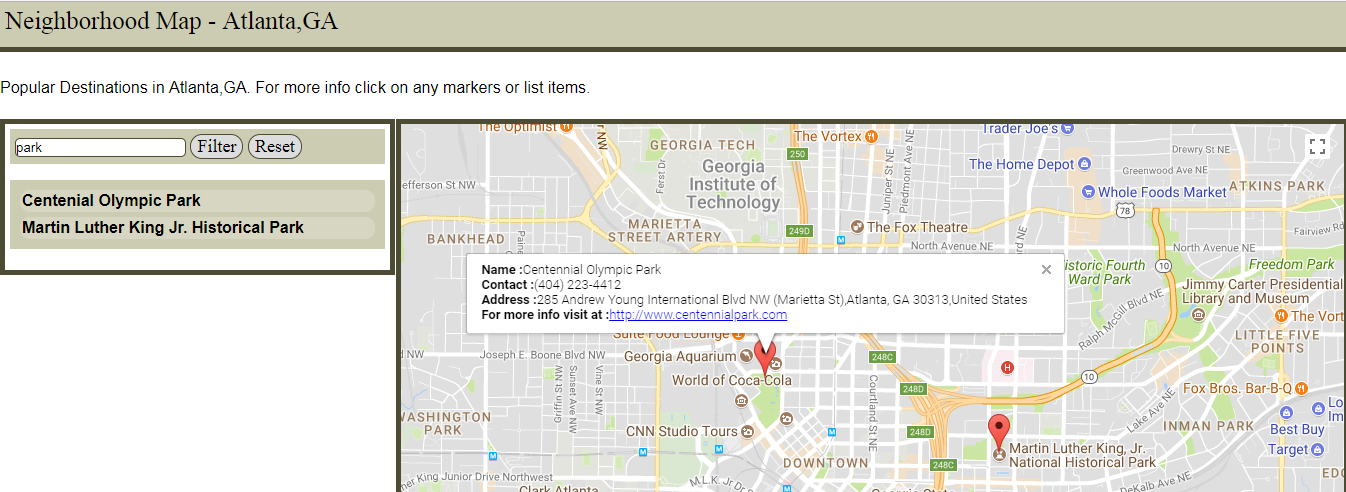 Neighborhood Map - Atlanta,GA
Popular Destinations in Atlanta,GA. For more info click on any markers or list items.
park
Filter
Reset
Centenial Olympic Park
Martin Luther King Jr. Historical Park
The Optimist
GEORGIA TECH
The Vortex
250
Trader Joe's
Drewry St NE
Georgia
Institute of
Technology
Ferst Dr
Juniper St NE
Piedmont Ave NE
The Home Depot
Greenwood Ave NE
efferson St NW
Whole Foods Market
ATKINS PARK
78
MARIETTA
STREET ARTERY
249D
The Fox Theatre
BANKHEAD
North Avenue NE
North Avenue NE
Fairview Rd
Name :Centennial Olympic Park
Contact :(404) 223-4412
Address :285 Andrew Young International Blvd NW (Marietta St),Atlanta, GA 30313,United States
For more info visit at :http://www.centennialpark.com
istoric Fourth
Ward Park
10
Freedom Park
Jimmy Carter Presidential
Library and Museum
Ralph McGill Blvd NE
The Vort
LITTLE FIVE
POINTS
Suite Food Lounge
NW
Joseph E. Boone Blvd NW
Georgia Aquarium
248C
H
World of Coca-Cola
10
248D
Fox Bros. Bar-B-Q
Griffin St NW
Sunset Ave NW
Vine St NW
Courtland St NE
WASHINGTON
PARK
CNN Studio Tours
248D
Lake Ave NE
INMAN PARK
Lo
Im
Best Buy
Martin Luther King, Jr.
National Historical Park
Target
DOWNTOWN
248C
her King Junior Drive Northwest
M.L.K. Jr Dr
DeKalb Ave NE
EDG
Clark Atlanta
Georgia State